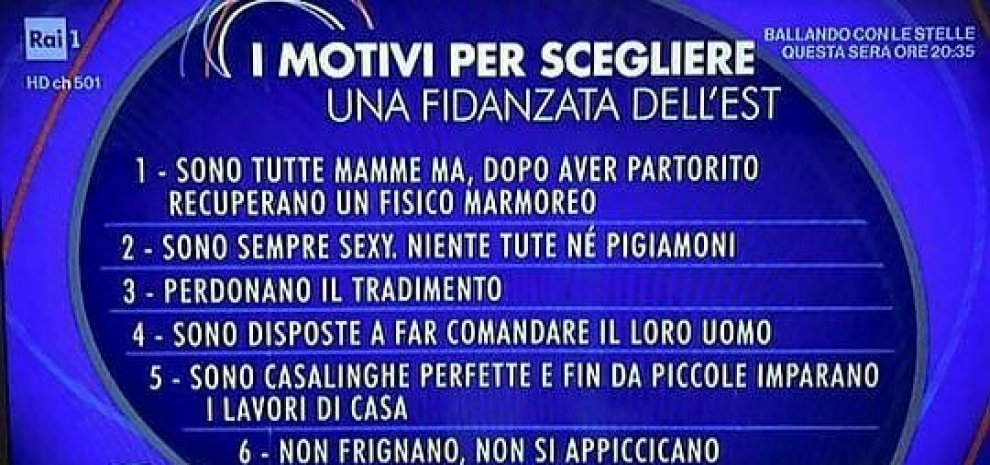 Rai 1
HD ch 501
BALLANDO CON LE STELLE
QUESTA SERA ORE 20:35
I MOTIVI PER SCEGLIERE
UNA FIDANZATA DELL'EST
1 - SONO TUTTE MAMME MA, DOPO AVER PARTORITO
RECUPERANO UN FISICO MARMOREO
2 - SONO SEMPRE SEXY. NIENTE TUTE NÉ PIGIAMONI
3 - PERDONANO IL TRADIMENTO
4 - SONO DISPOSTE A FAR COMANDARE IL LORO UOMO
5 - SONO CASALINGHE PERFETTE E FIN DA PICCOLE IMPARANO
I LAVORI DI CASA
6 - NON FRIGNANO, NON SI APPICCICANO